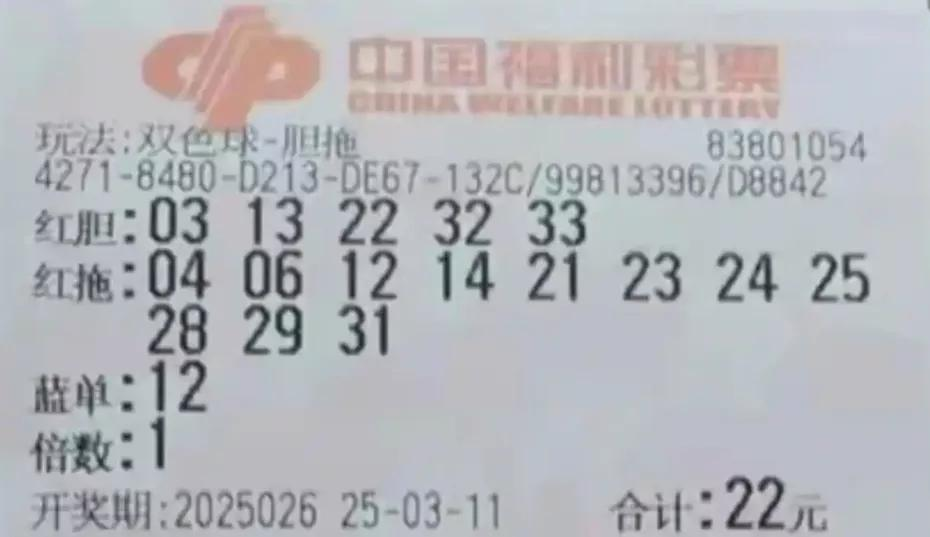 中国福利彩票
CHINA WELFARE LOTTERY
玩法:双色球-胆拖 83801054
4271-8480-D213-DE67-132C/99813396/D8842
红胆:03 13 22 32 33
红拖:04 06 12 14 21 23 24 25
28 29 31
蓝单:12
倍数:1
开奖期:2025026 25-03-11 合计:22元